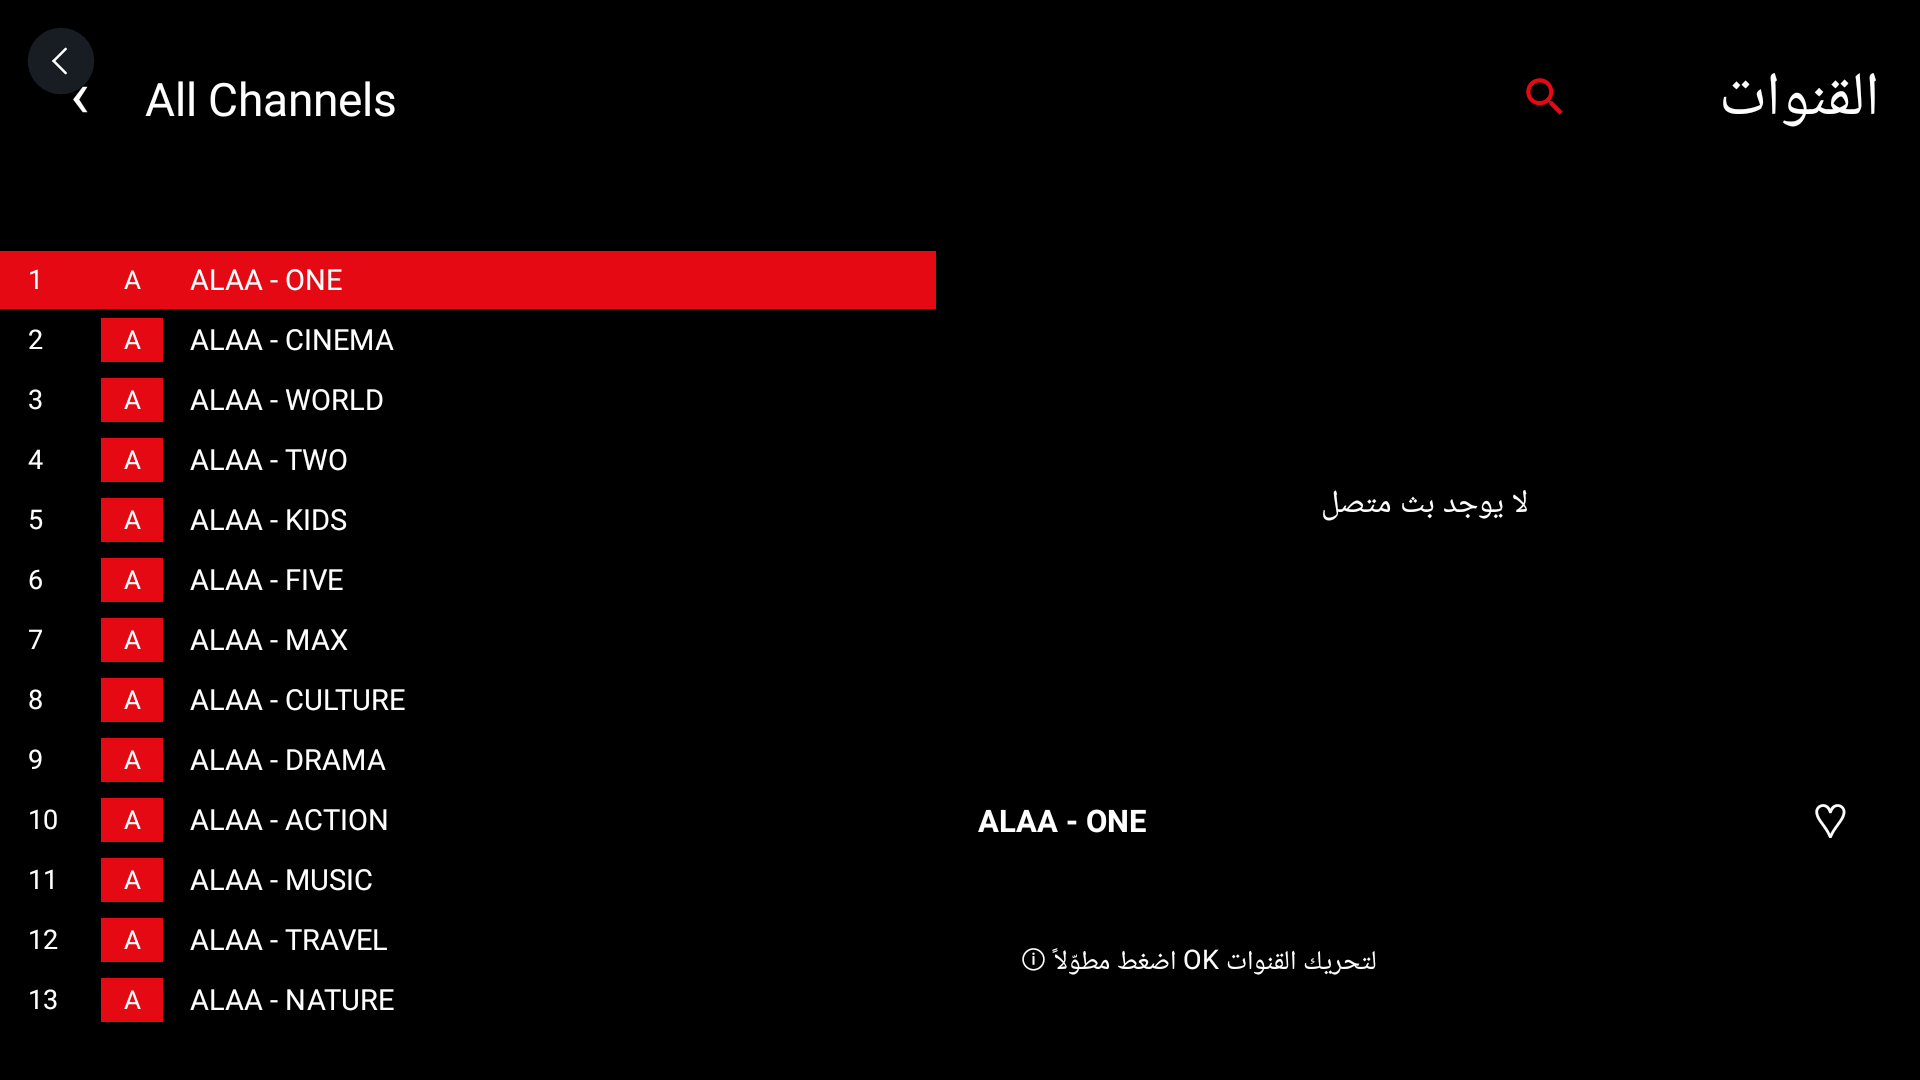 All Channels
القنوات
1 A ALAA - ONE
2 A ALAA - CINEMA
3 A ALAA - WORLD
4 A ALAA - TWO
5 A ALAA - KIDS
6 A ALAA - FIVE
7 A ALAA - MAX
8 A ALAA - CULTURE
9 A ALAA - DRAMA
10 A ALAA - ACTION
11 A ALAA - MUSIC
12 A ALAA - TRAVEL
13 A ALAA - NATURE
لا يوجد بث متصل
ALAA - ONE
لتحريك القنوات OK اضغط مطوّلاً